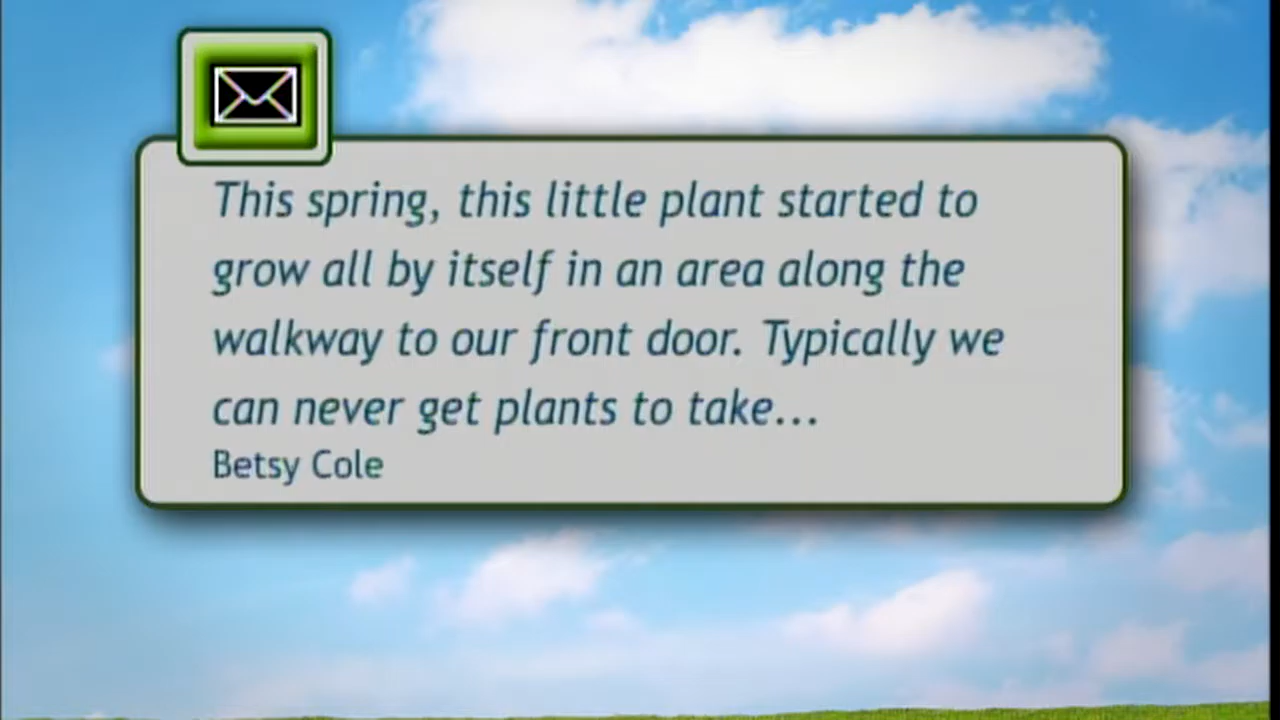 This spring, this little plant started to
grow all by itself in an area along the
walkway to our front door. Typically we
can never get plants to take...
Betsy Cole